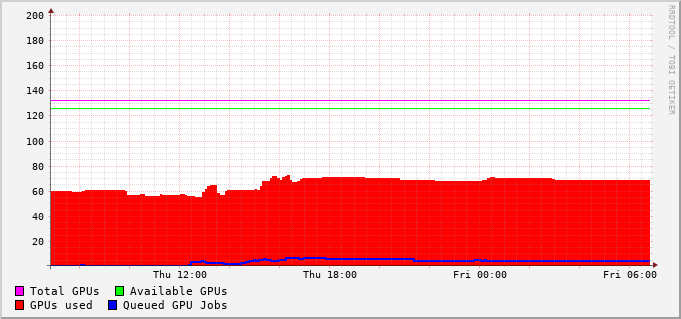 RRDTOOL / TOBI OETIKER
200
180
160
140
120
100
80
60
40
20
Thu 12:00 Thu 18:00 Fri 00:00 Fri 06:00
Total GPUs Available GPUs
GPUs used Queued GPU Jobs